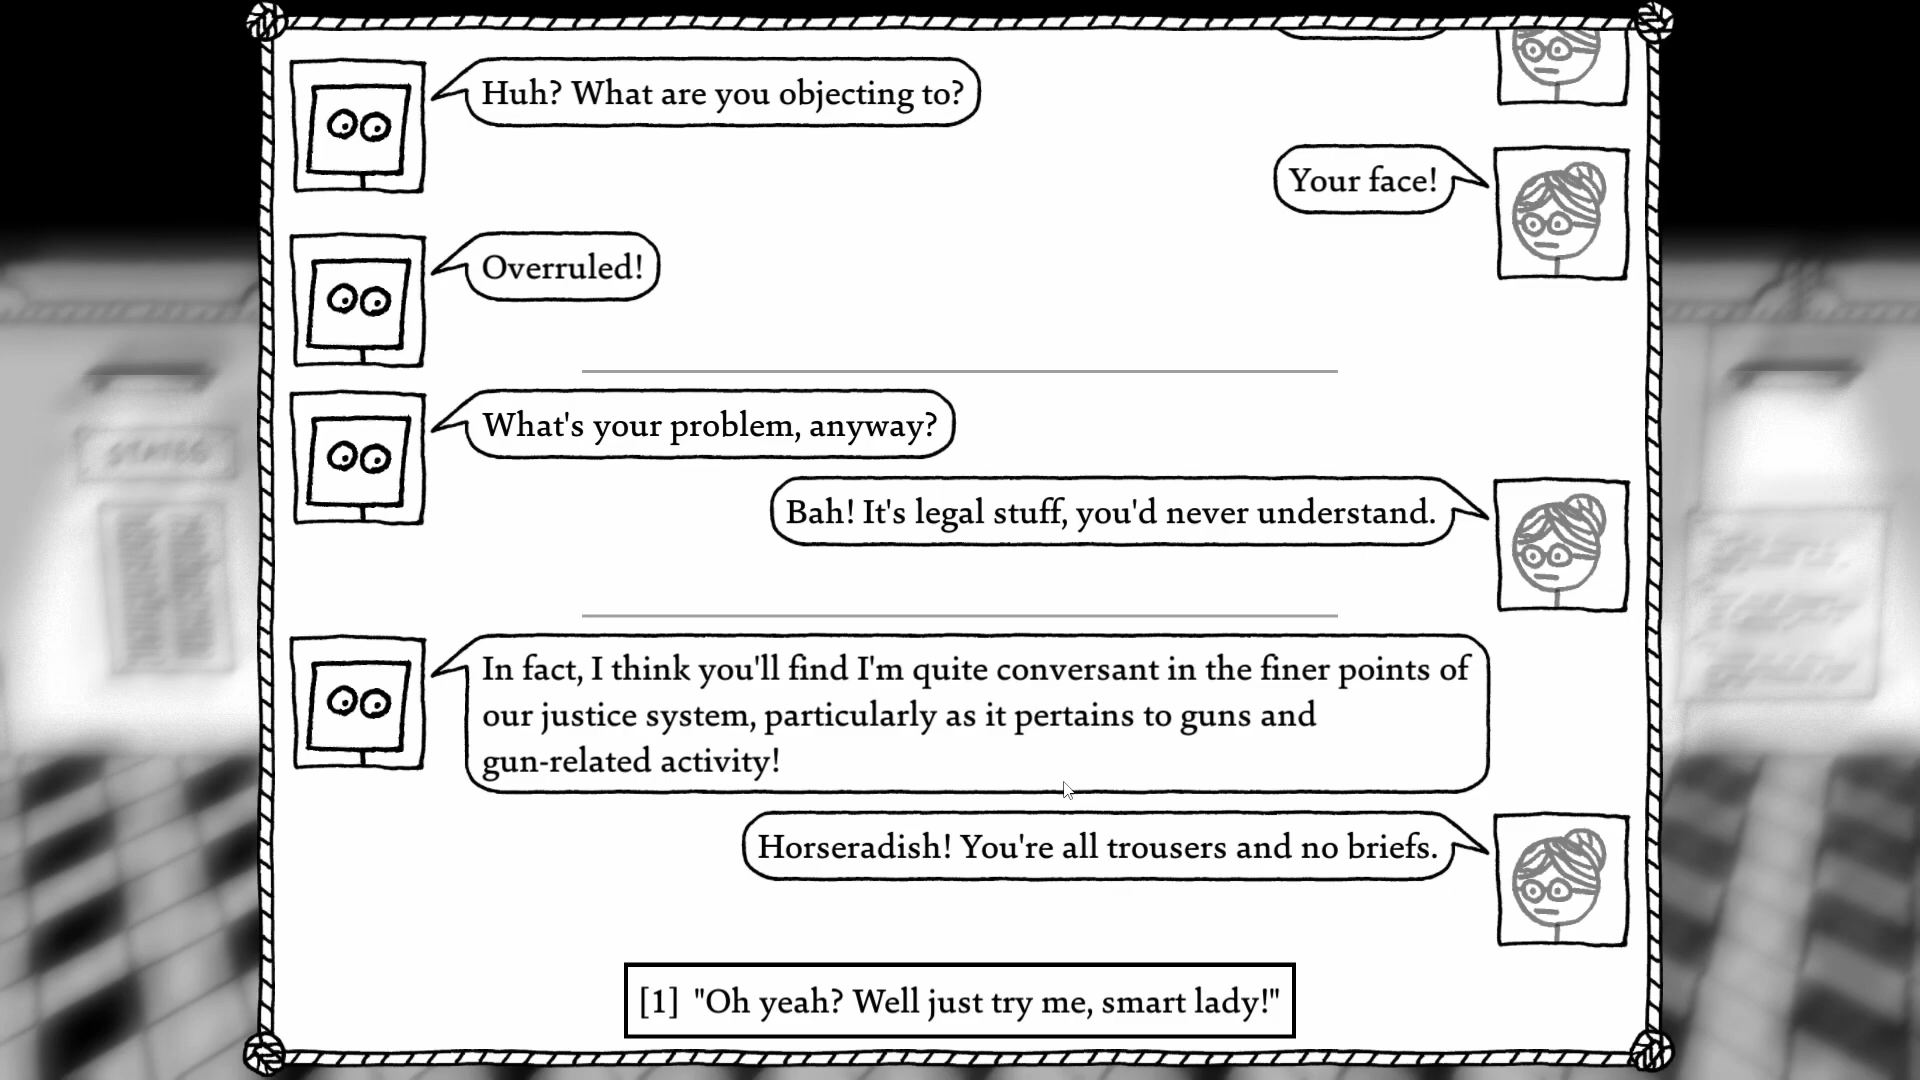 Huh? What are you objecting to?
Your face!
Overruled!
What's your problem, anyway?
Bah! It's legal stuff, you'd never understand.
In fact, I think you'll find I'm quite conversant in the finer points of
our justice system, particularly as it pertains to guns and
gun-related activity!
Horseradish! You're all trousers and no briefs.
[1] "Oh yeah? Well just try me, smart lady!"